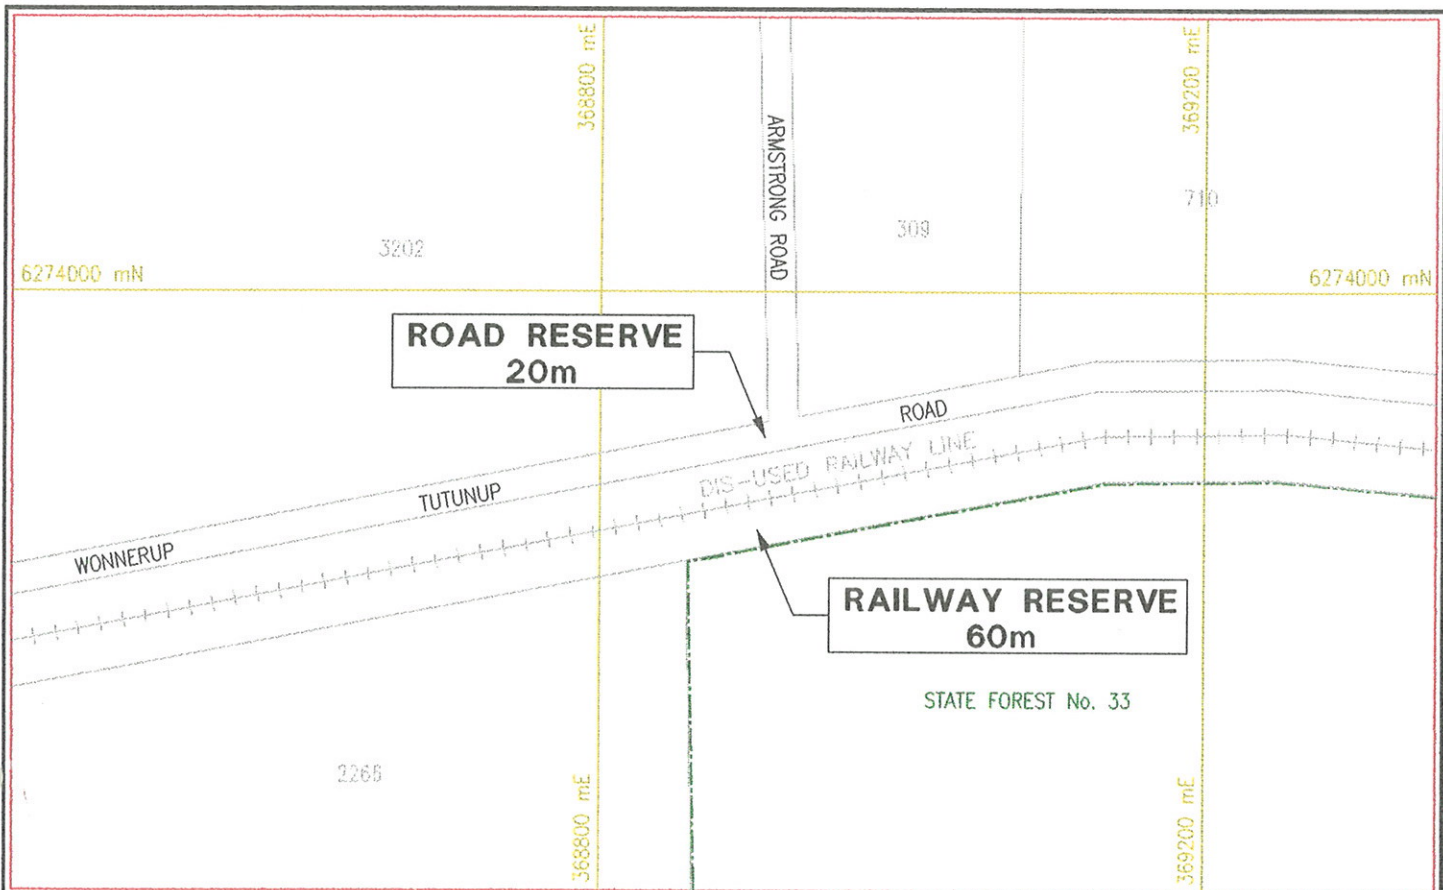 368800 mE
369200 mE
ARMSTRONG ROAD
710
309
3202
6274000 mN
6274000 mN
ROAD RESERVE
20m
ROAD
DIS-USED RAILWAY LINE
TUTUNUP
WONNERUP
RAILWAY RESERVE
60m
STATE FOREST No. 33
368800 mE
369200 mE